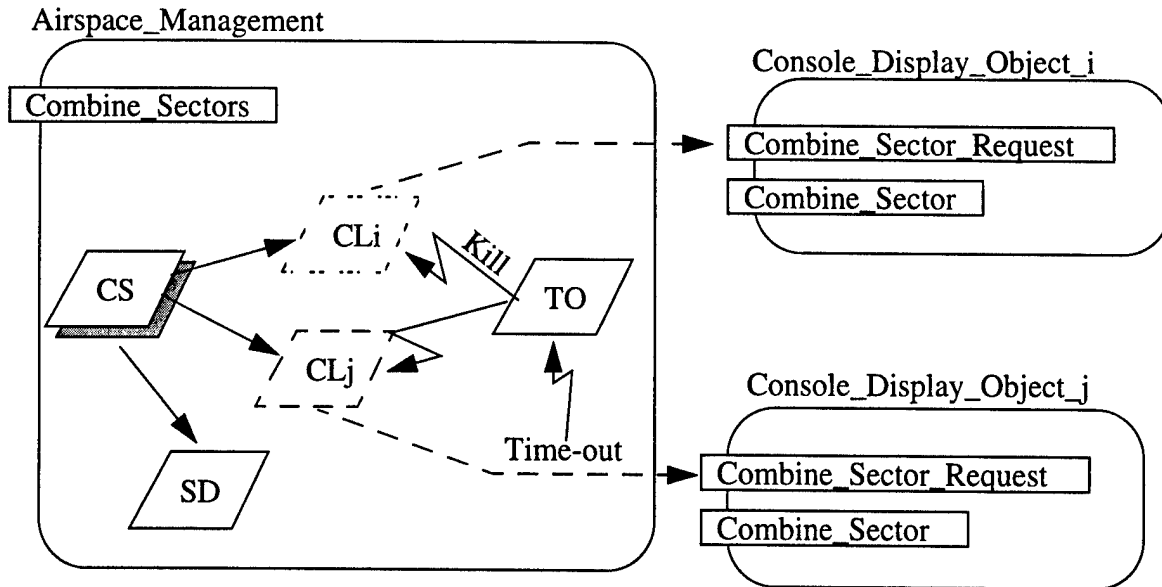 Airspace_Management
Console_Display_Object_i
Combine_Sectors
Combine_Sector_Request
Combine_Sector
CLi
Kill
CS
TO
CLj
Console_Display_Object_j
Time-out
Combine_Sector_Request
SD
Combine_Sector